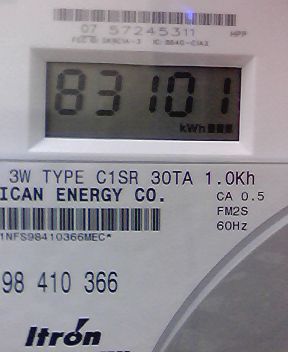 07 57245311 HPP
83101
kWh
3W TYPE C1SR 30TA 1.0Kh
ICAN ENERGY CO. CA 0.5
FM2S
60Hz
1NFS98410366MEC*
98 410 366
Itron